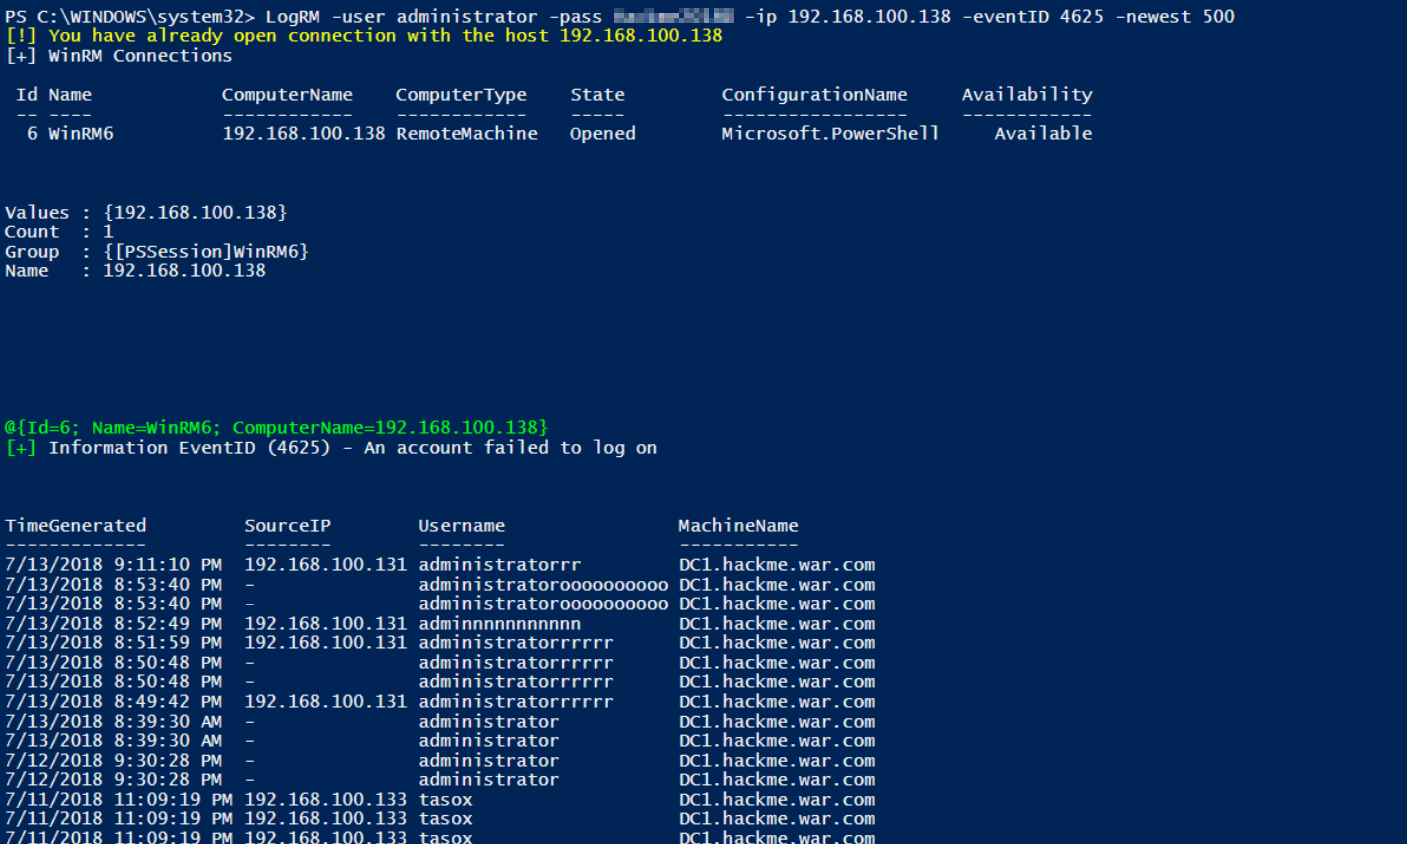 PS C:\WINDOWS\system32> LogRM -user administrator -pass -ip 192.168.100.138 -eventID 4625 -newest 500
[!] You have already open connection with the host 192.168.100.138
[+] WinRM Connections
Id Name ComputerName ComputerType State ConfigurationName Availability
-- ---- ------------ ------------ ----- ----------------- ------------
6 WinRM6 192.168.100.138 RemoteMachine Opened Microsoft.PowerShell Available
Values : {192.168.100.138}
Count : 1
Group : {[PSSession]WinRM6}
Name : 192.168.100.138
@{Id=6; Name=WinRM6; ComputerName=192.168.100.138}
[+] Information EventID (4625) - An account failed to log on
TimeGenerated SourceIP Username MachineName
------------- -------- -------- -----------
7/13/2018 9:11:10 PM 192.168.100.131 administratorrr DC1.hackme.war.com
7/13/2018 8:53:40 PM - administratoroooooooooo DC1.hackme.war.com
7/13/2018 8:53:40 PM - administratoroooooooooo DC1.hackme.war.com
7/13/2018 8:52:49 PM 192.168.100.131 adminnnnnnnnnnn DC1.hackme.war.com
7/13/2018 8:51:59 PM 192.168.100.131 administratorrrrrr DC1.hackme.war.com
7/13/2018 8:50:48 PM - administratorrrrrr DC1.hackme.war.com
7/13/2018 8:50:48 PM - administratorrrrrr DC1.hackme.war.com
7/13/2018 8:49:42 PM 192.168.100.131 administratorrrrrr DC1.hackme.war.com
7/13/2018 8:39:30 AM - administrator DC1.hackme.war.com
7/13/2018 8:39:30 AM - administrator DC1.hackme.war.com
7/12/2018 9:30:28 PM - administrator DC1.hackme.war.com
7/12/2018 9:30:28 PM - administrator DC1.hackme.war.com
7/11/2018 11:09:19 PM 192.168.100.133 tasox DC1.hackme.war.com
7/11/2018 11:09:19 PM 192.168.100.133 tasox DC1.hackme.war.com
7/11/2018 11:09:19 PM 192.168.100.133 tasox DC1.hackme.war.com